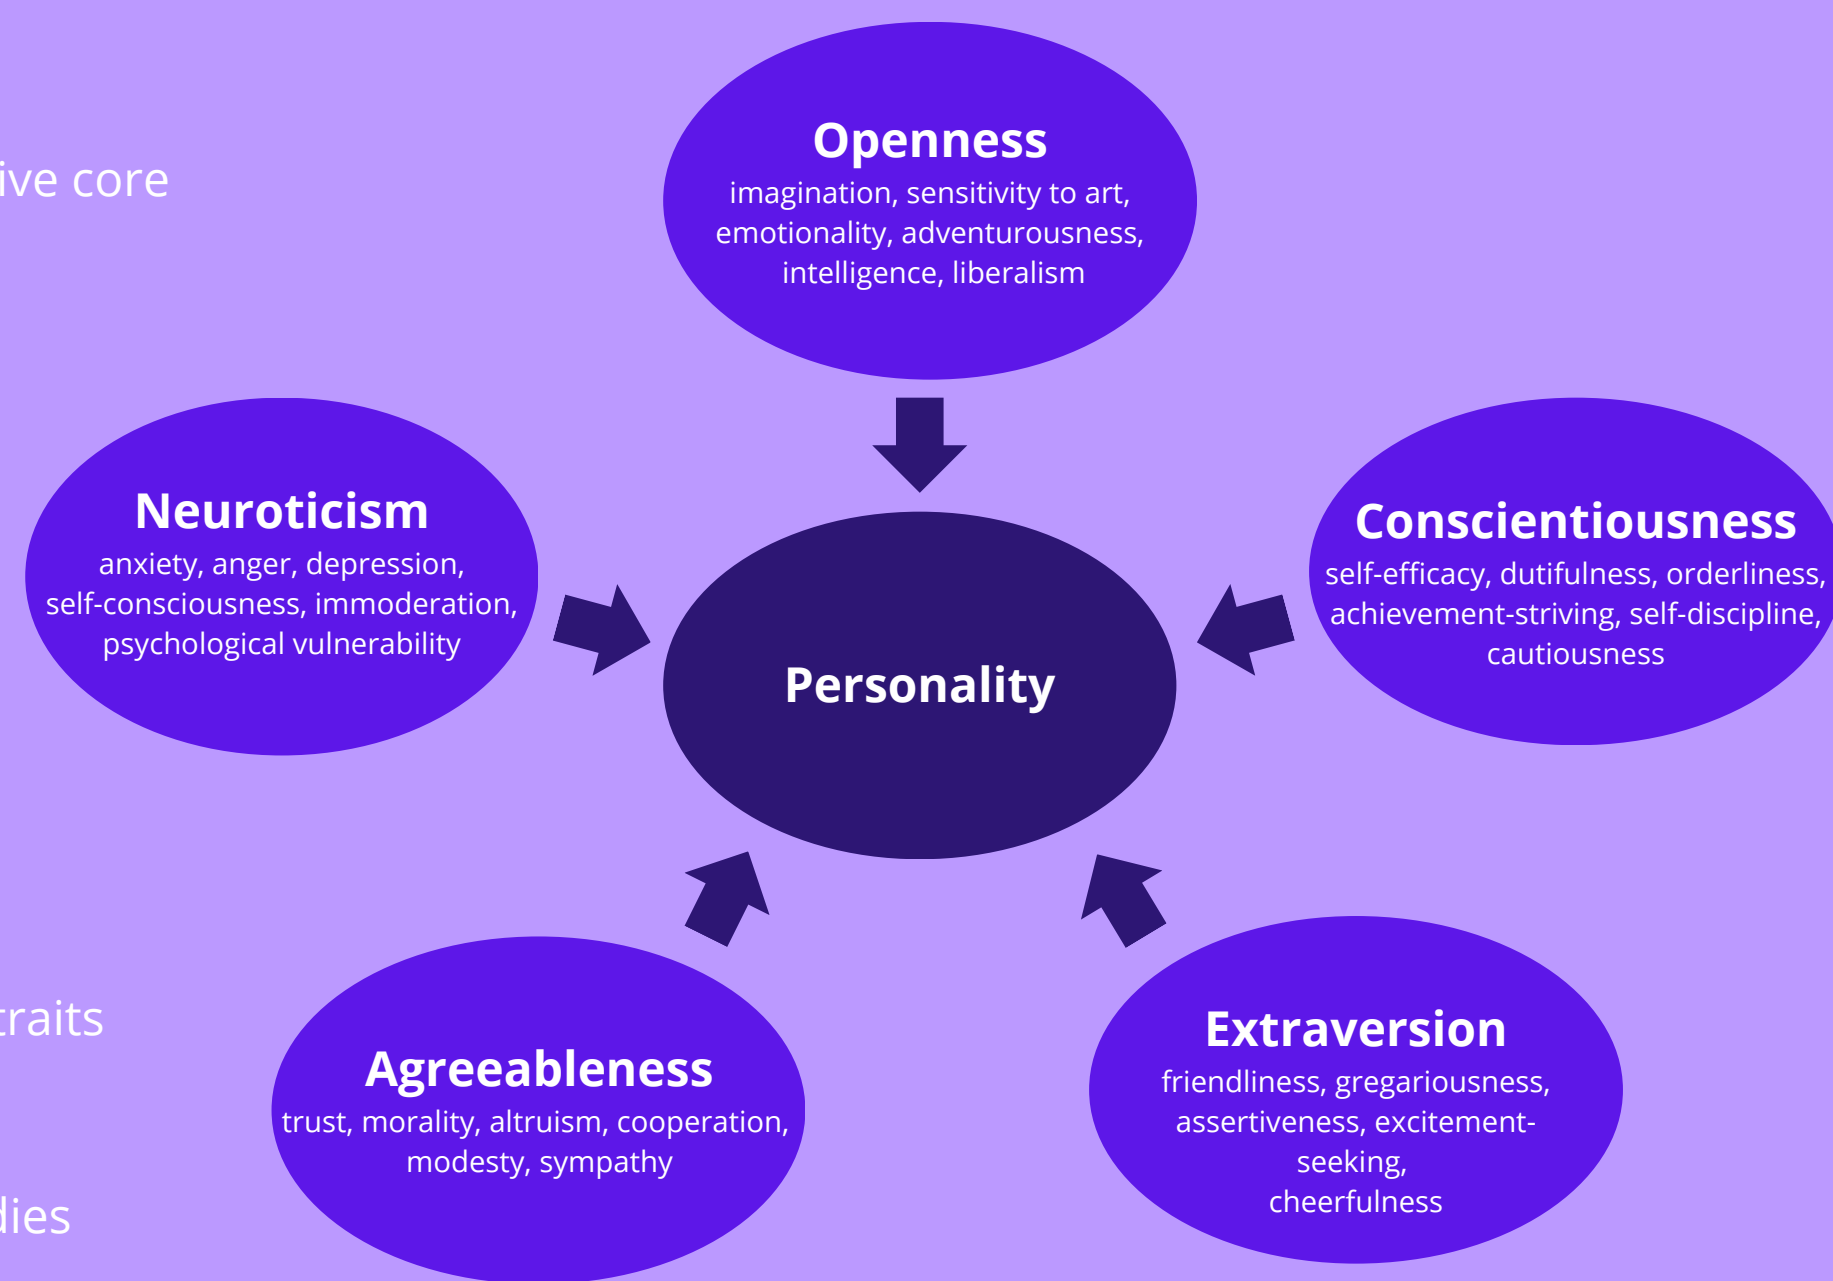 ive core
Openness
imagination, sensitivity to art,
emotionality, adventurousness,
intelligence, liberalism
Neuroticism
anxiety, anger, depression,
self-consciousness, immoderation,
psychological vulnerability
Conscientiousness
self-efficacy, dutifulness, orderliness,
achievement-striving, self-discipline,
cautiousness
Personality
traits
Agreeableness
trust, morality, altruism, cooperation,
modesty, sympathy
Extraversion
friendliness, gregariousness,
assertiveness, excitement-
seeking,
cheerfulness
dies